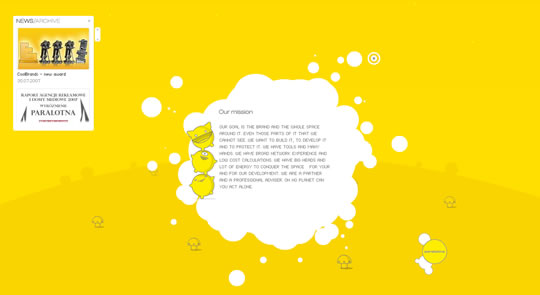 NEWS/ARCHIVE
CoolBrands - new award
30.07.2007
RAPORT AGENCJI REKLAMOWEJ
I DOMY MEDIOWE 2007
WYRÓŻNIENIE
PARALOTNA
Our mission
OUR GOAL IS THE BRAND AND THE WHOLE SPACE
AROUND IT, EVEN THOSE PARTS OF IT THAT WE
CANNOT SEE. WE WANT TO BUILD IT, TO DEVELOP IT
AND TO PROTECT IT. WE HAVE TOOLS AND MANY
HANDS. WE HAVE BRAND NETWORK EXPERIENCE AND
LOW COST CALCULATIONS. WE HAVE BIG HEADS AND
LOT OF ENERGY TO CONQUER THE SPACE FOR YOUR
AND FOR OUR DEVELOPMENT. WE ARE A PARTNER
AND A PROFESSIONAL ADVISER. ON NO PLANET CAN
YOU ACT ALONE.